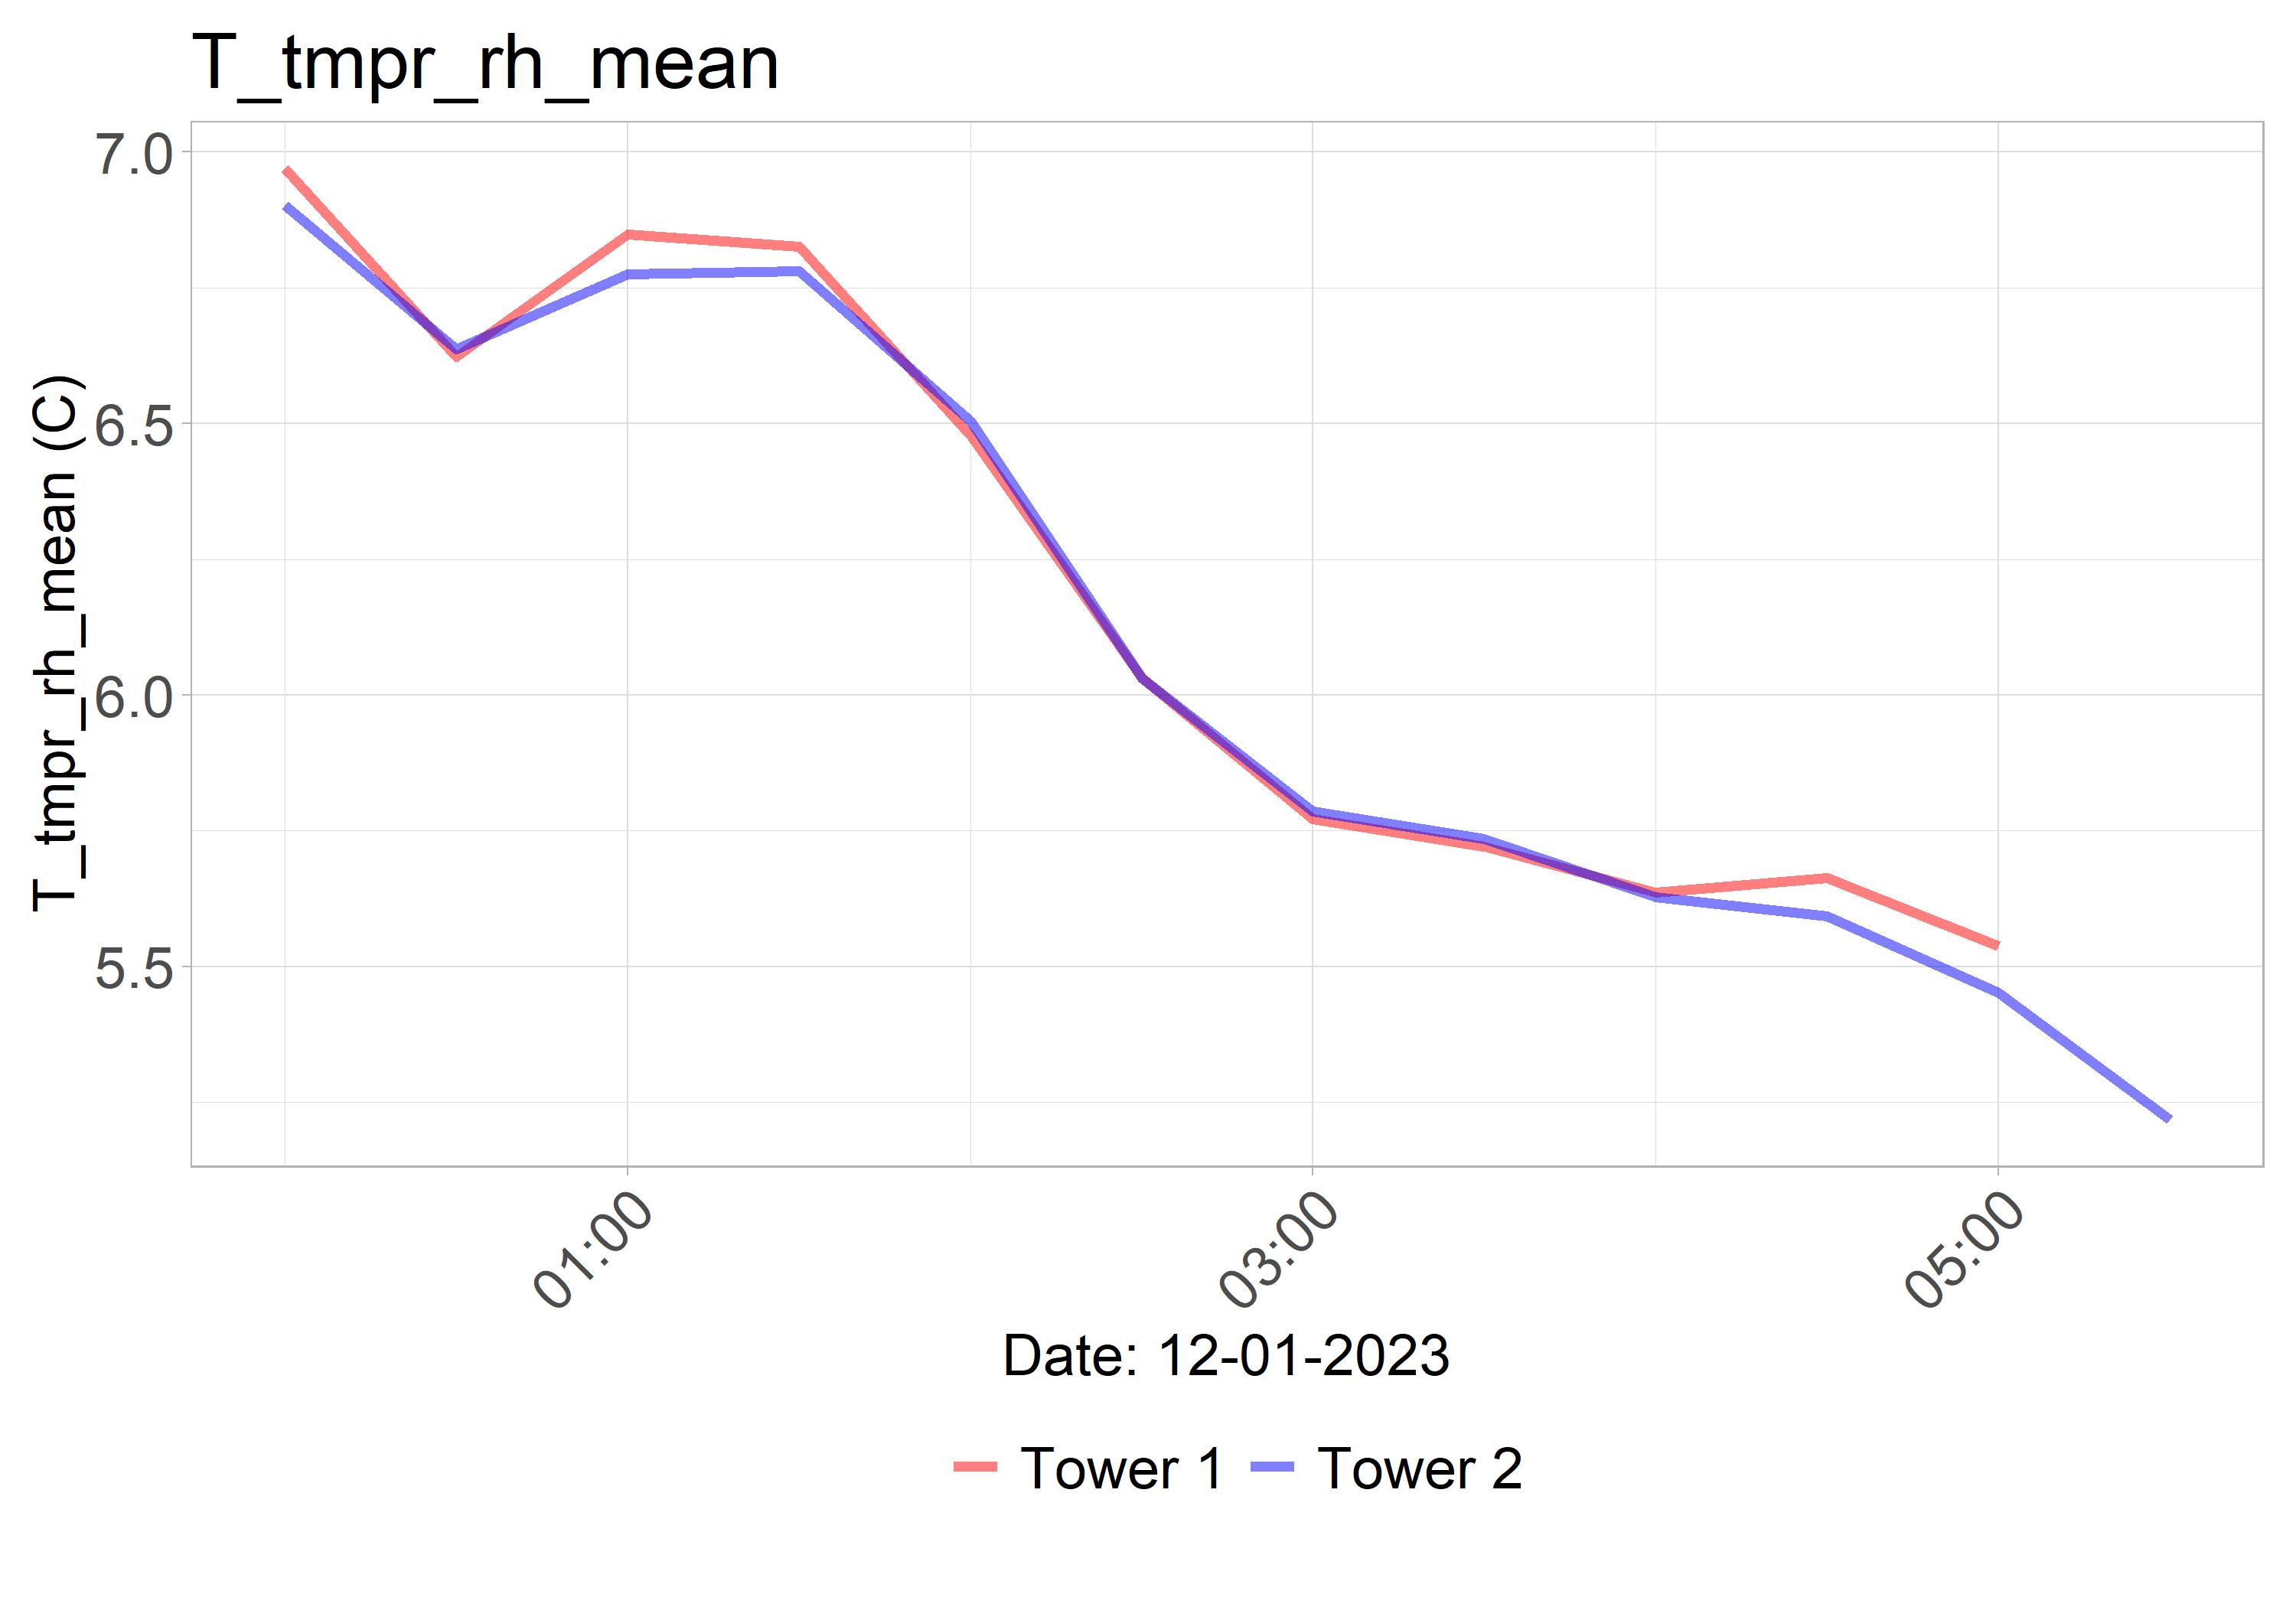 T_tmpr_rh_mean
T_tmpr_rh_mean (C)
7.0
6.5
6.0
5.5
01:00
03:00
05:00
Date: 12-01-2023
Tower 1
Tower 2